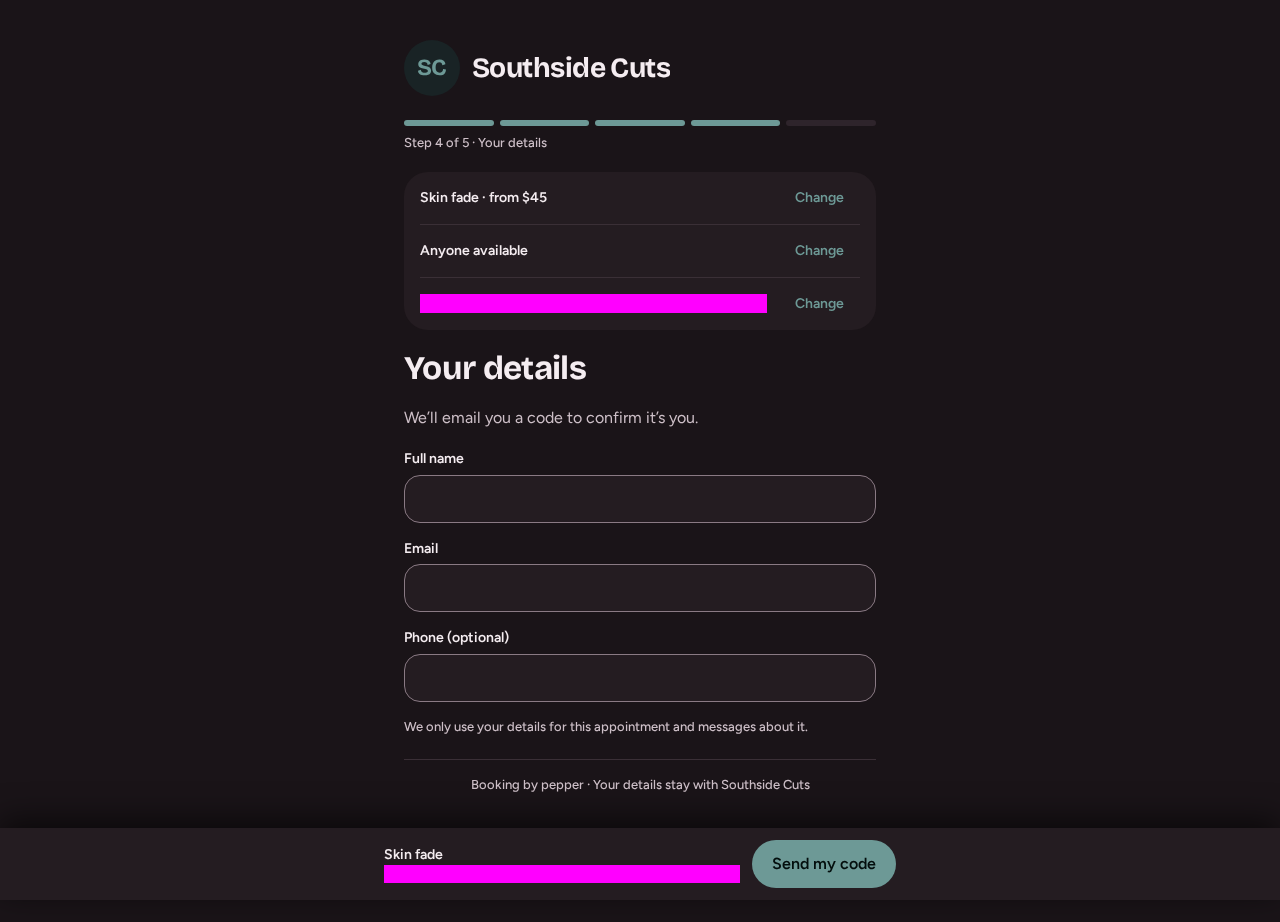 SC
Southside Cuts
Step 4 of 5 · Your details
Skin fade · from $45
Change
Anyone available
Change
Change
Your details
We’ll email you a code to confirm it’s you.
Full name
Email
Phone (optional)
We only use your details for this appointment and messages about it.
Booking by pepper · Your details stay with Southside Cuts
Skin fade
Send my code